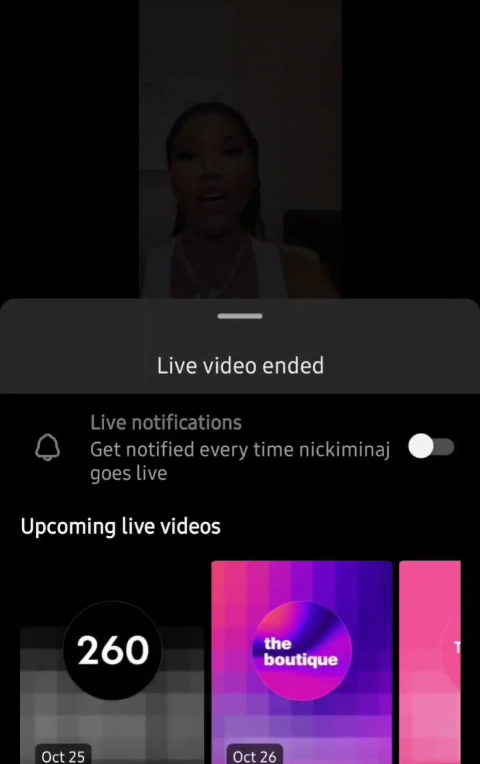 Live video ended
Live notifications
Get notified every time nickiminaj
goes live
Upcoming live videos
260
the
boutique
Oct 25
Oct 26